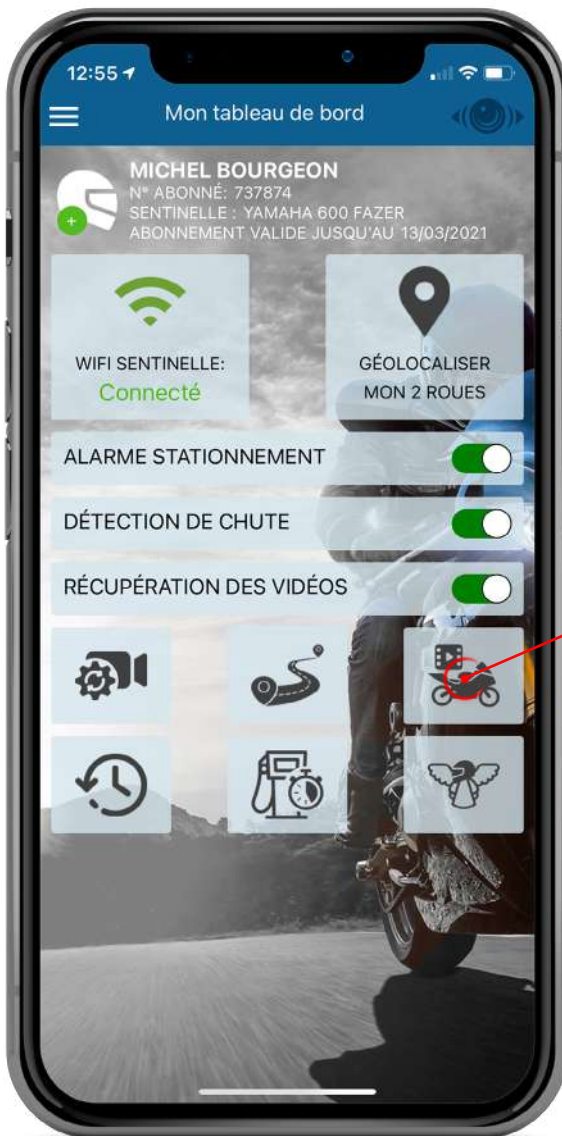 12:55
Mon tableau de bord
MICHEL BOURGEON
N° ABONNÉ: 737874
SENTINELLE : YAMAHA 600 FAZER
ABONNEMENT VALIDE JUSQU'AU 13/03/2021
WIFI SENTINELLE:
Connecté
GÉOLOCALISER
MON 2 ROUES
ALARME STATIONNEMENT
DÉTECTION DE CHUTE
RÉCUPÉRATION DES VIDÉOS